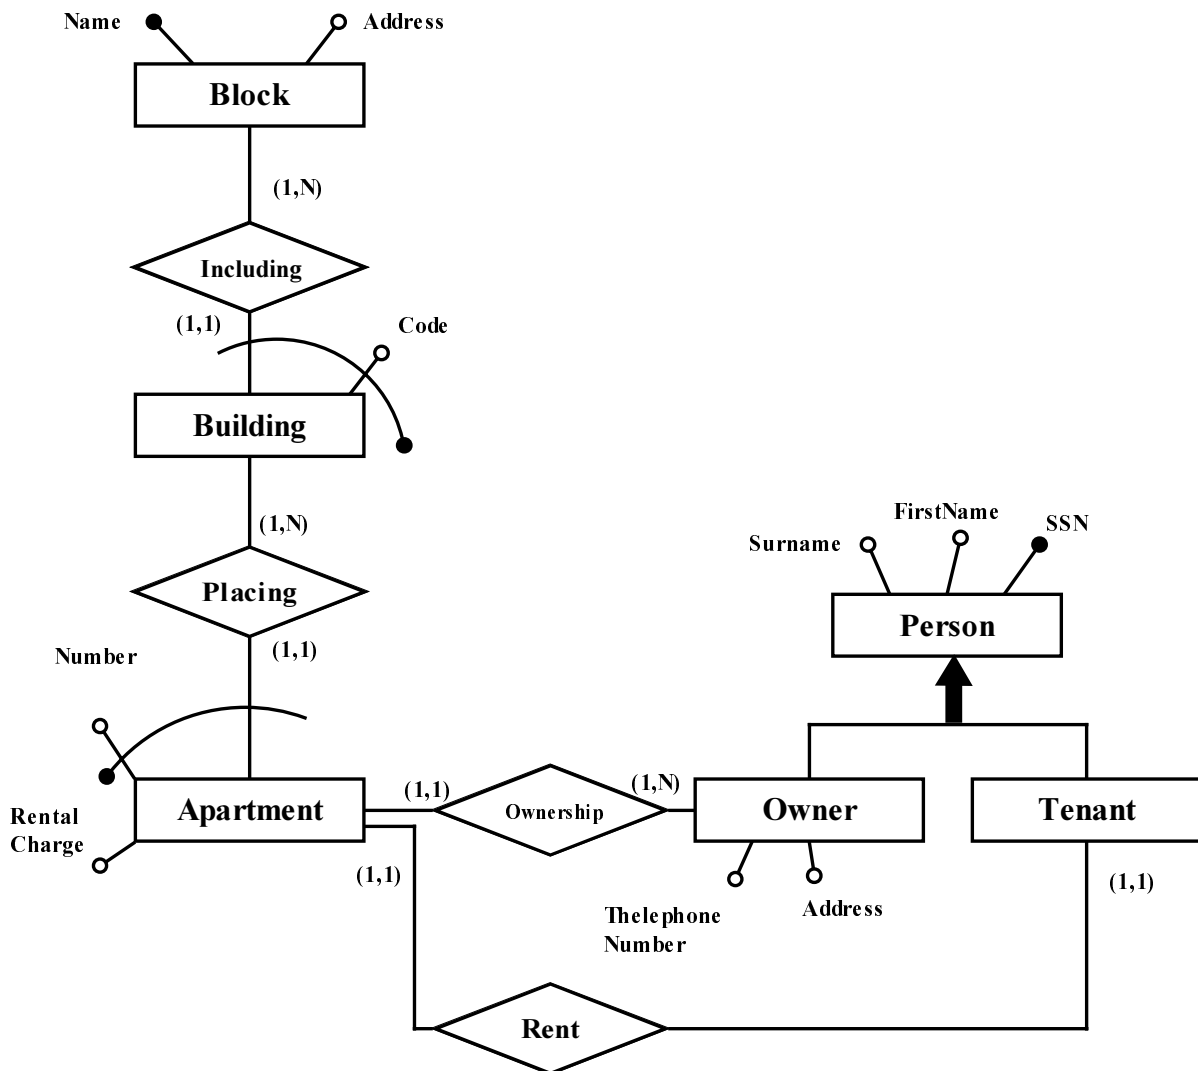 Name
Address
Block
(1,N)
Including
(1,1)
Code
Building
(1,N)
FirstName
SSN
Surname
Placing
Person
(1,1)
Number
(1,1)
(1,N)
Apartment
Ownership
Owner
Tenant
Rental
Charge
(1,1)
(1,1)
Thelephone
Number
Address
Rent